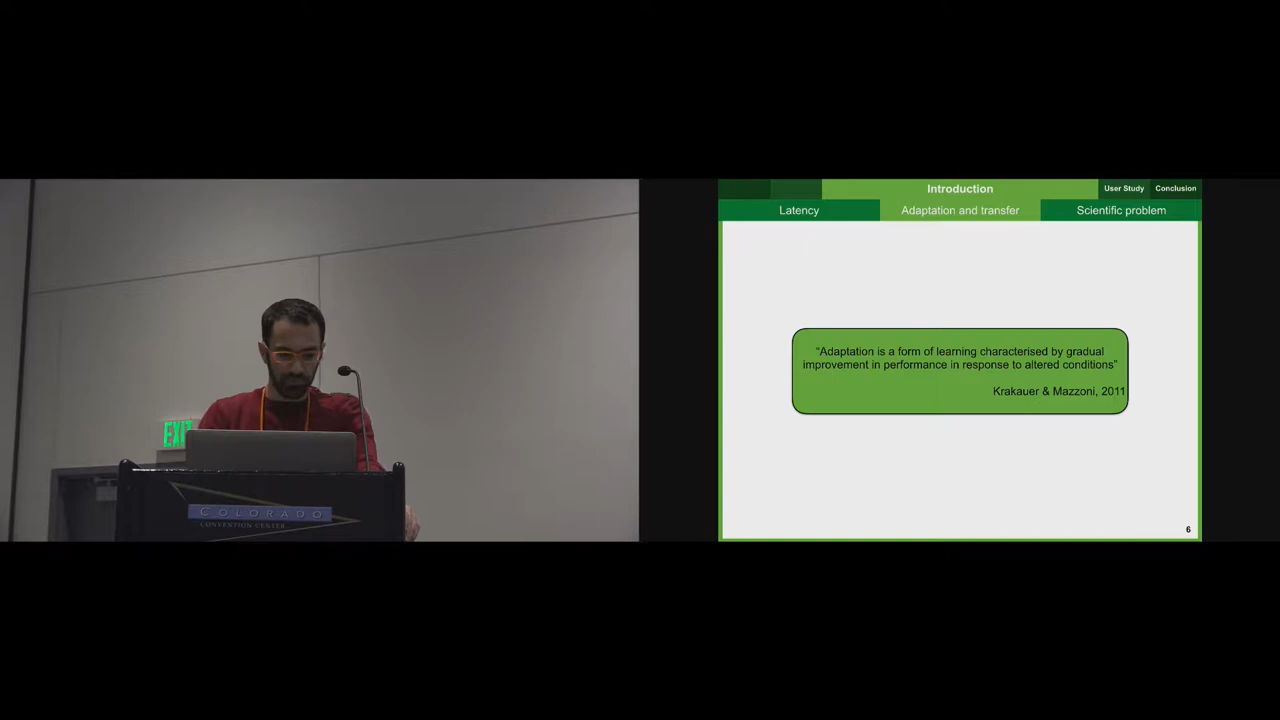 EXIT
COLORADO
CONVENTION CENTER
Introduction
User Study
Conclusion
Latency
Adaptation and transfer
Scientific problem
“Adaptation is a form of learning characterised by gradual
improvement in performance in response to altered conditions”
Krakauer & Mazzoni, 2011
6